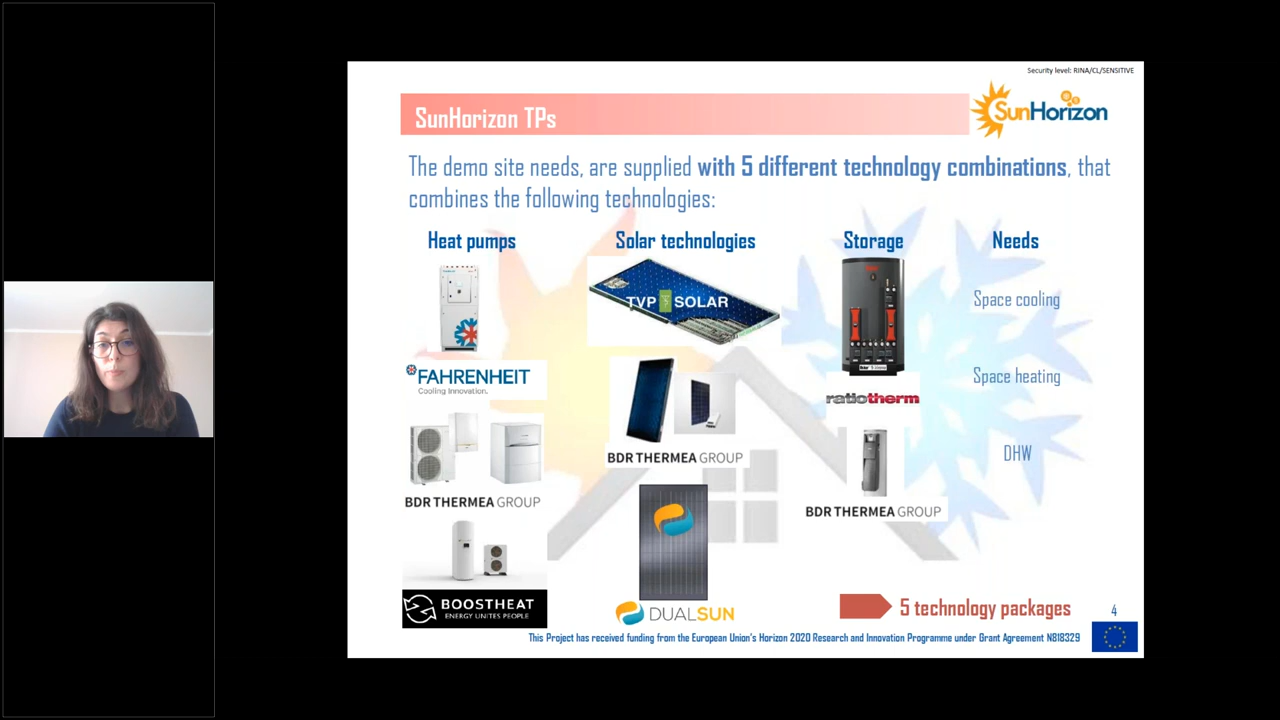 Security level: RINA/CL/SENSITIVE
SunHorizon TPs
SunHorizon
The demo site needs, are supplied with 5 different technology combinations, that
combines the following technologies:
Heat pumps
Solar technologies
Storage
Needs
TVP SOLAR
Space cooling
FAHRENHEIT
Cooling Innovation.
ratiotherm
Space heating
BDR THERMEA GROUP
DHW
BDR THERMEA GROUP
BDR THERMEA GROUP
BOOSTHEAT
ENERGY UNITES PEOPLE
DUALSUN
5 technology packages
4
This Project has received funding from the European Union's Horizon 2020 Research and Innovation Programme under Grant Agreement N818329